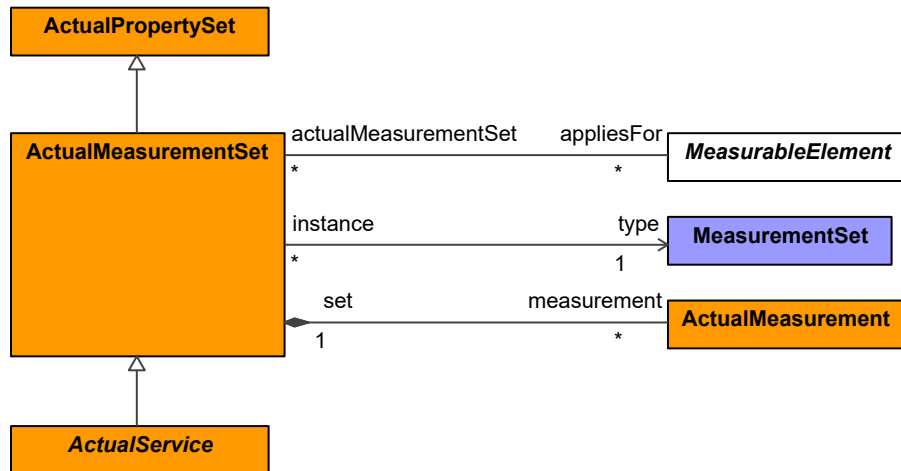 ActualPropertySet
ActualMeasurementSet
actualMeasurementSet
appliesFor
*
*
MeasurableElement
instance
type
*
1
MeasurementSet
set
measurement
1
*
ActualMeasurement
ActualService